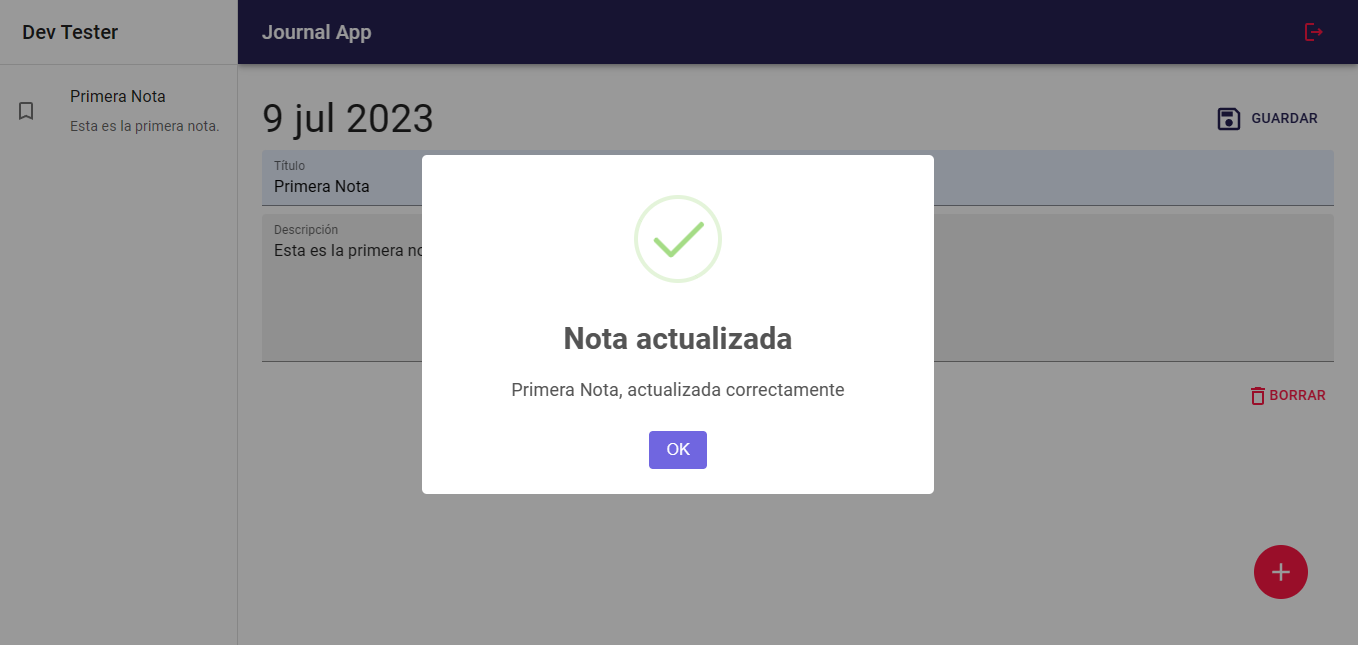 Dev Tester
Journal App
Primera Nota
Esta es la primera nota.
9 jul 2023
GUARDAR
Título
Primera Nota
Descripción
Esta es la primera
Nota actualizada
Primera Nota, actualizada correctamente
OK
BORRAR